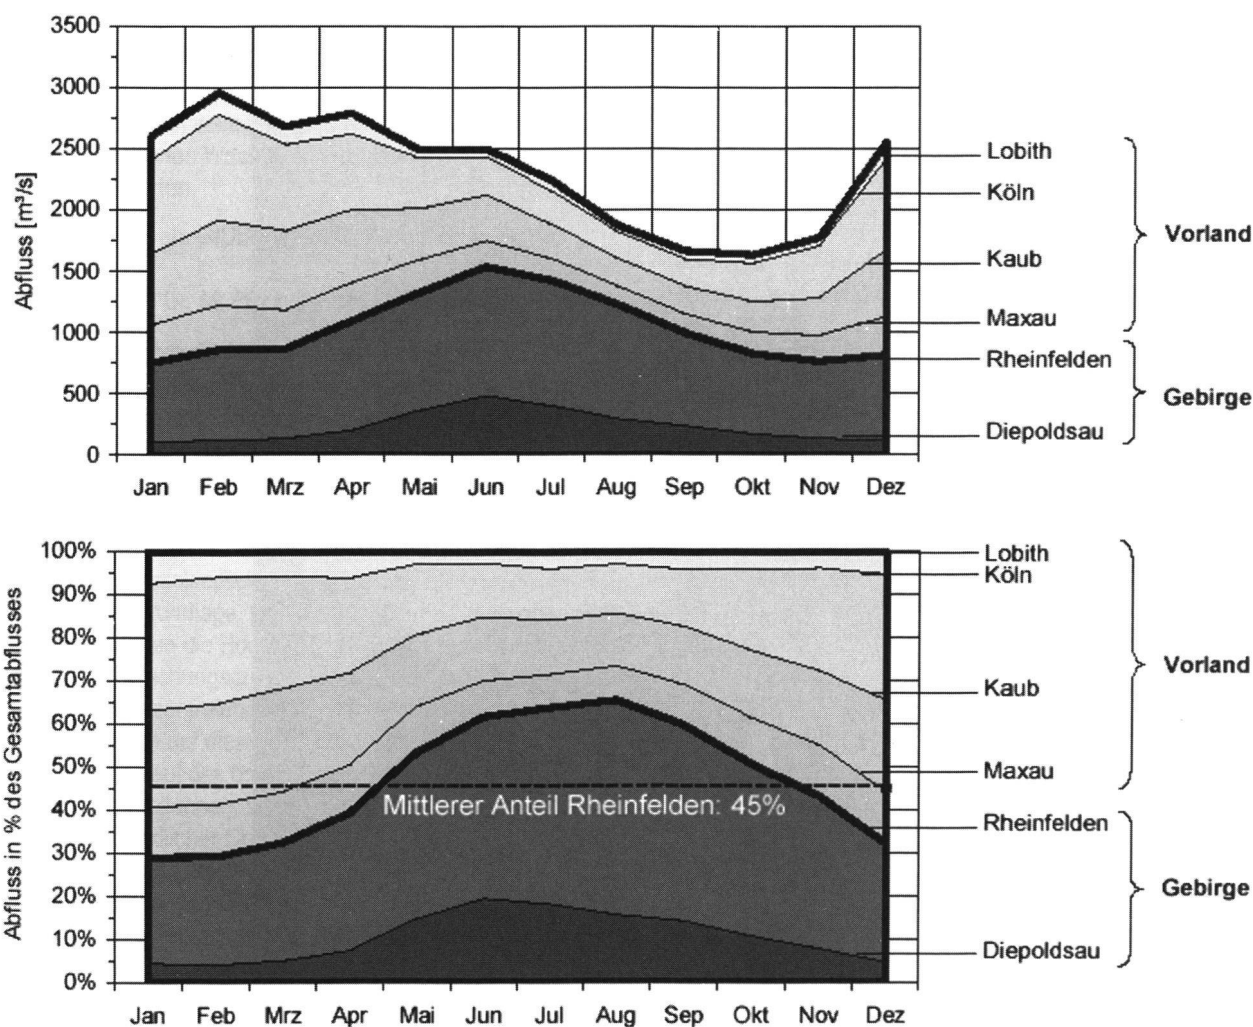 3500
3000
2500
2000
1500
1000
500
0
Abfluss [m³/s]
Jan Feb Mrz Apr Mai Jun Jul Aug Sep Okt Nov Dez
Lobith
Köln
Kaub
Maxau
Rheinfelden
Diepoldsau
Vorland
Gebirge
100%
90%
80%
70%
60%
50%
40%
30%
20%
10%
0%
Abfluss in % des Gesamtabflusses
Mittlerer Anteil Rheinfelden: 45%
Jan Feb Mrz Apr Mai Jun Jul Aug Sep Okt Nov Dez
Lobith
Köln
Kaub
Maxau
Rheinfelden
Diepoldsau
Vorland
Gebirge